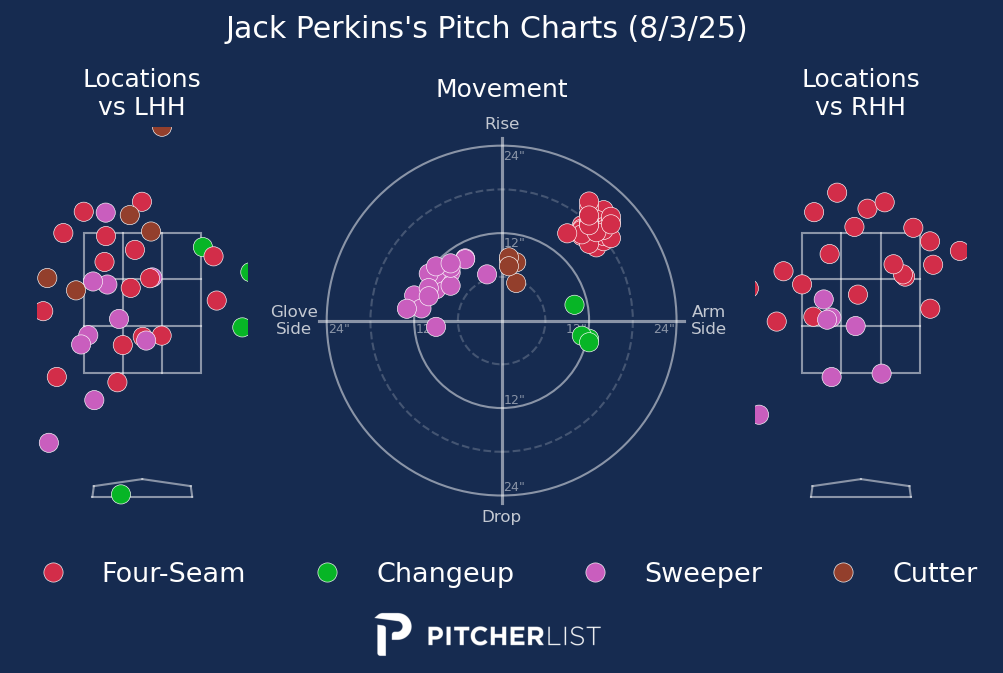 Jack Perkins's Pitch Charts (8/3/25)
Locations
vs LHH
Movement
Locations
vs RHH
Rise
24"
12"
Glove
Side
24"
12"
24"
Arm
Side
12"
24"
Drop
Four-Seam
Changeup
Sweeper
Cutter
PITCHERLIST